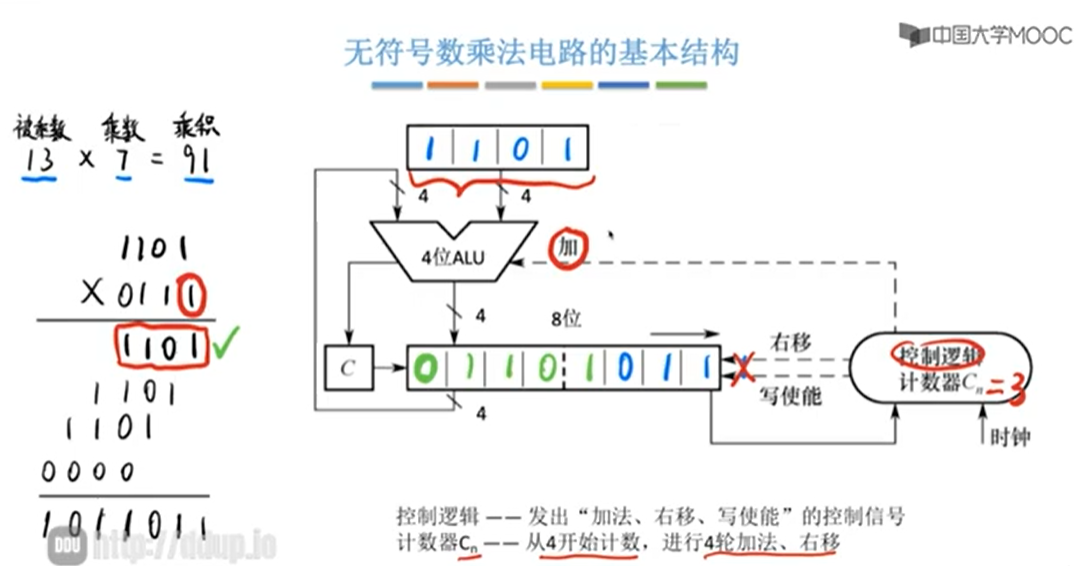 中国大学MOOC
无符号数乘法电路的基本结构
被乘数 乘数 乘积
13 × 7 = 91
1101
× 0111
1101
1101
1101
0000
1011011
1 1 0 1
4 4
4位ALU
加
4
8位
C
0 1 1 0 1 0 1 1
右移
写使能
4
控制逻辑
计数器Cn = 3
时钟
控制逻辑 —— 发出“加法、右移、写使能”的控制信号
计数器Cn —— 从4开始计数，进行4轮加法、右移
DDU http://ddup.io